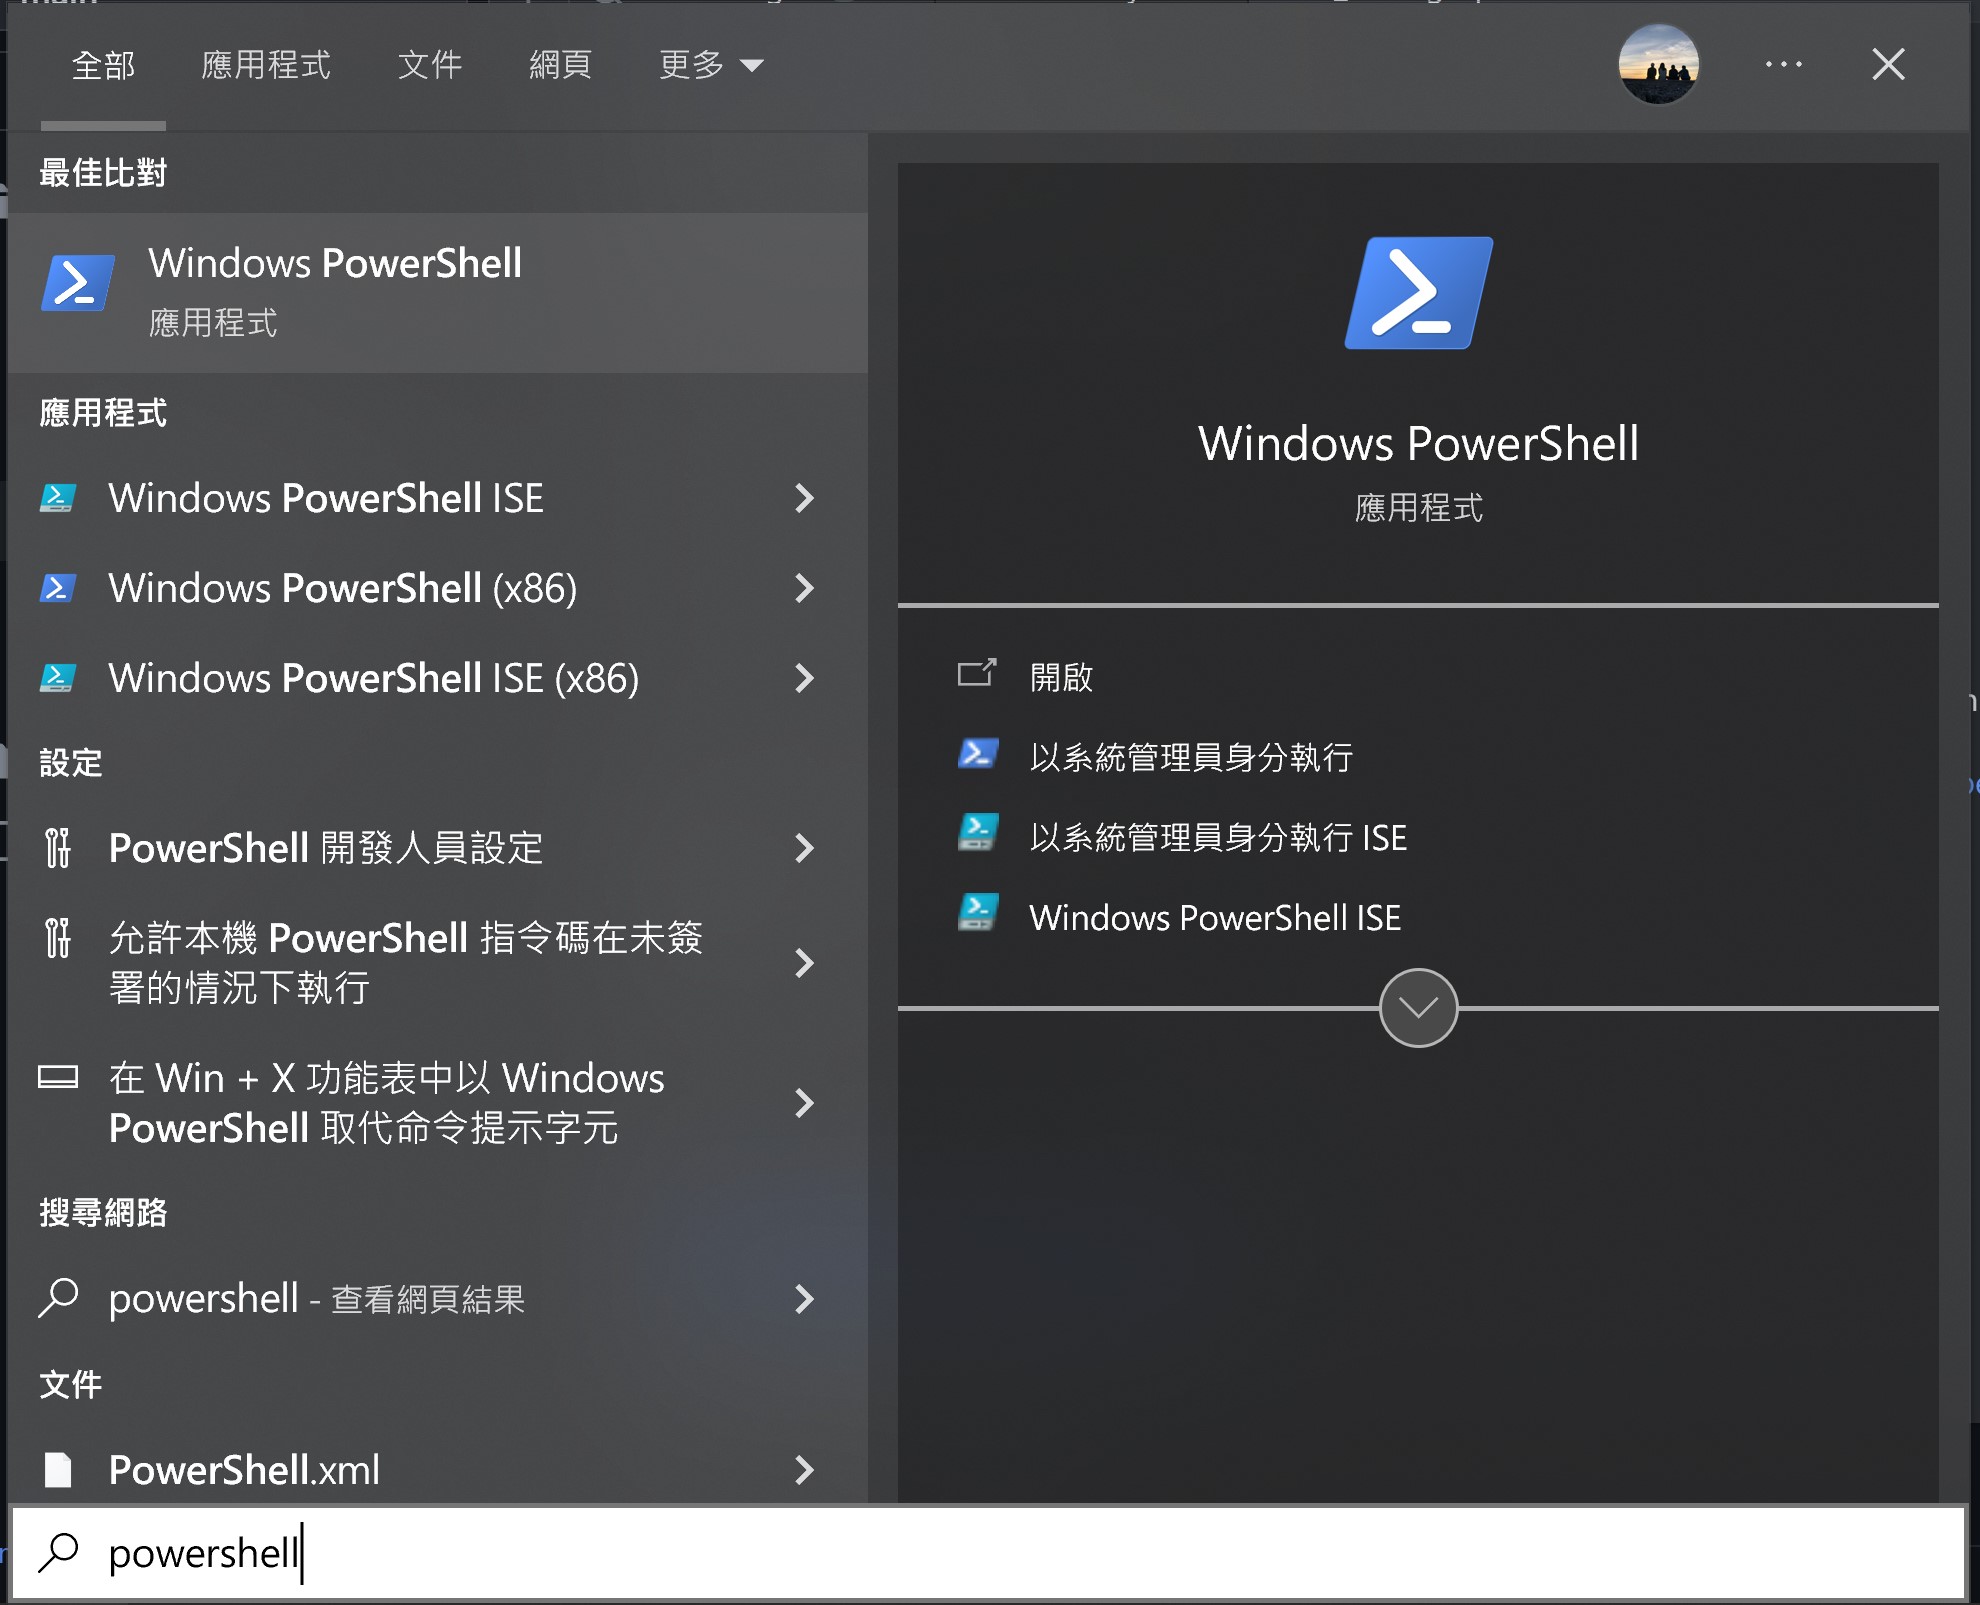 全部
應用程式
文件
網頁
更多
最佳比對
Windows PowerShell
應用程式
應用程式
Windows PowerShell ISE
Windows PowerShell (x86)
Windows PowerShell ISE (x86)
設定
PowerShell 開發人員設定
允許本機 PowerShell 指令碼在未簽
署的情況下執行
在 Win + X 功能表中以 Windows
PowerShell 取代命令提示字元
搜尋網路
powershell - 查看網頁結果
文件
PowerShell.xml
Windows PowerShell
應用程式
開啟
以系統管理員身分執行
以系統管理員身分執行 ISE
Windows PowerShell ISE
powershell